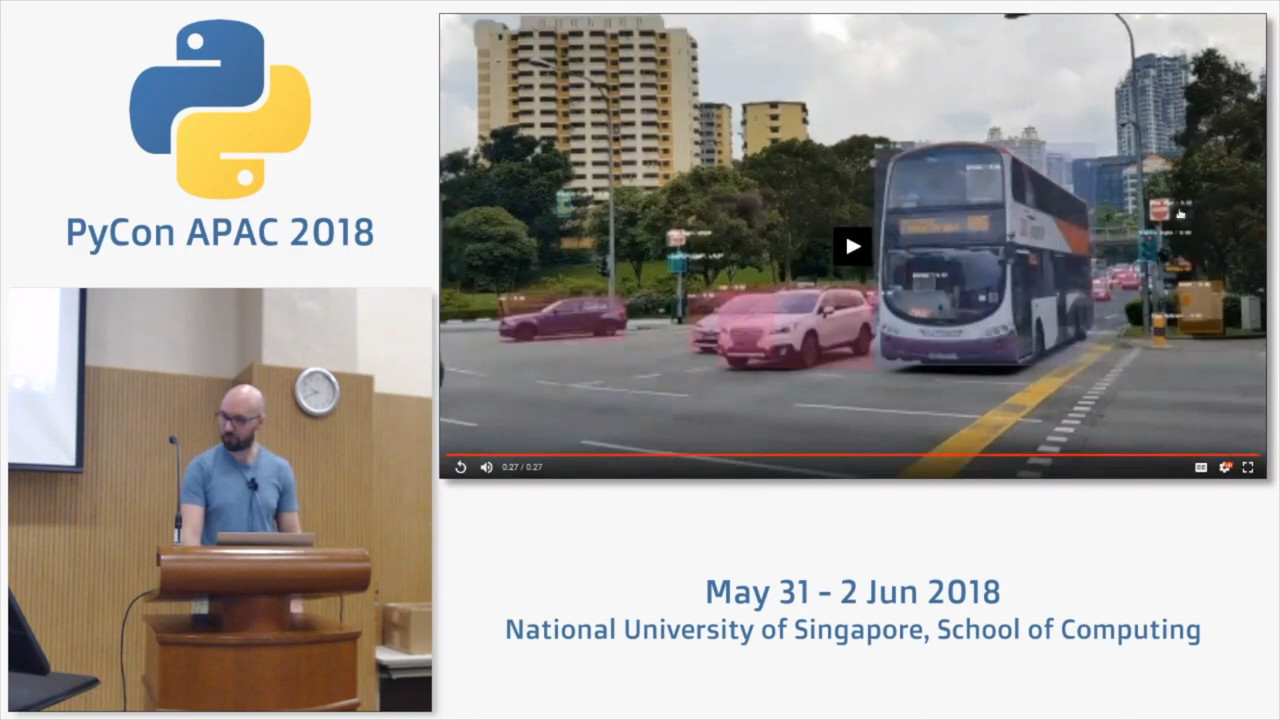 PyCon APAC 2018
0:27 / 0:27
CC
May 31 - 2 Jun 2018
National University of Singapore, School of Computing